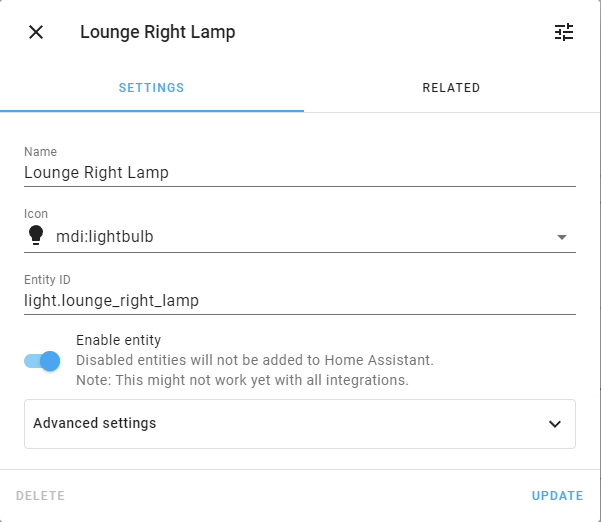 Lounge Right Lamp
SETTINGS
RELATED
Name
Lounge Right Lamp
Icon
mdi:lightbulb
Entity ID
light.lounge_right_lamp
Enable entity
Disabled entities will not be added to Home Assistant.
Note: This might not work yet with all integrations.
Advanced settings
DELETE
UPDATE